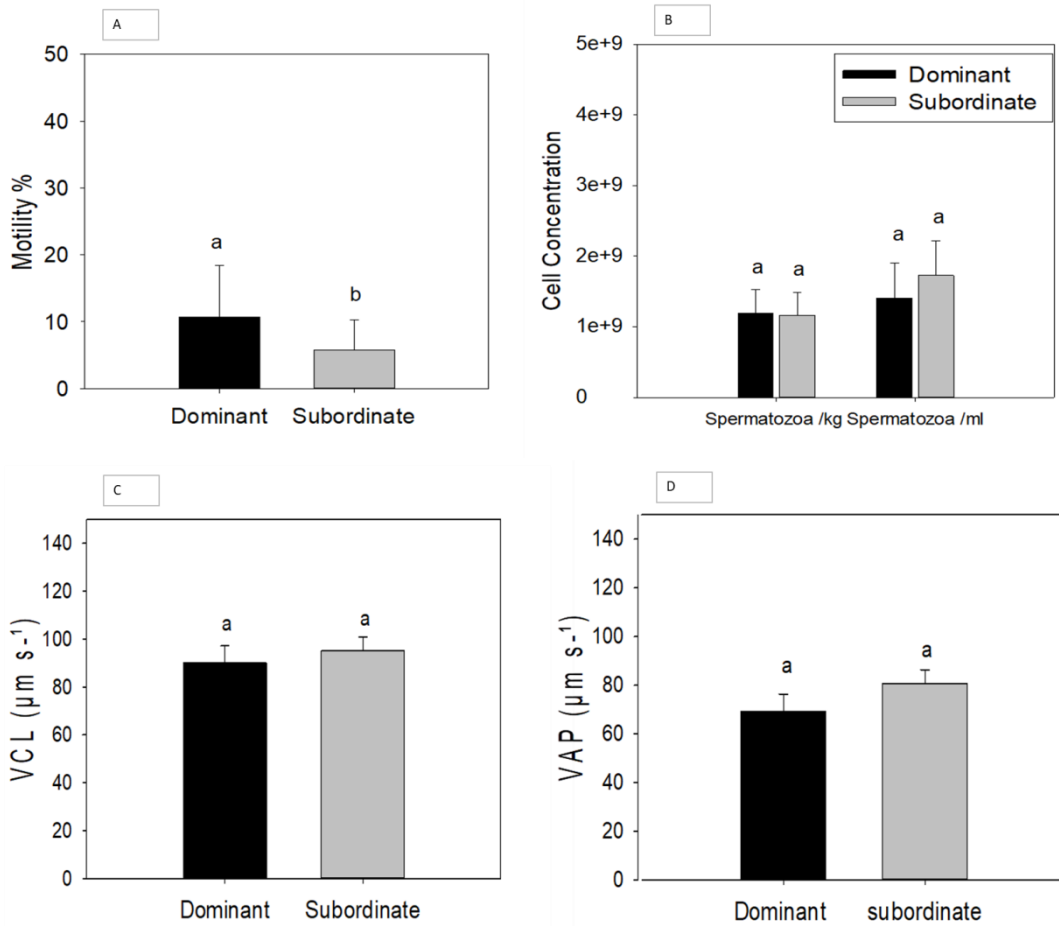 A
50
40
30
20
10
0
Motility %
a
b
Dominant Subordinate
B
5e+9
4e+9
3e+9
2e+9
1e+9
0
Cell Concentration
Dominant
Subordinate
a a a a
Spermatozoa /kg Spermatozoa /ml
C
140
120
100
80
60
40
20
0
VCL (µm s-¹)
a a
Dominant Subordinate
D
140
120
100
80
60
40
20
0
VAP (µm s-¹)
a a
Dominant subordinate